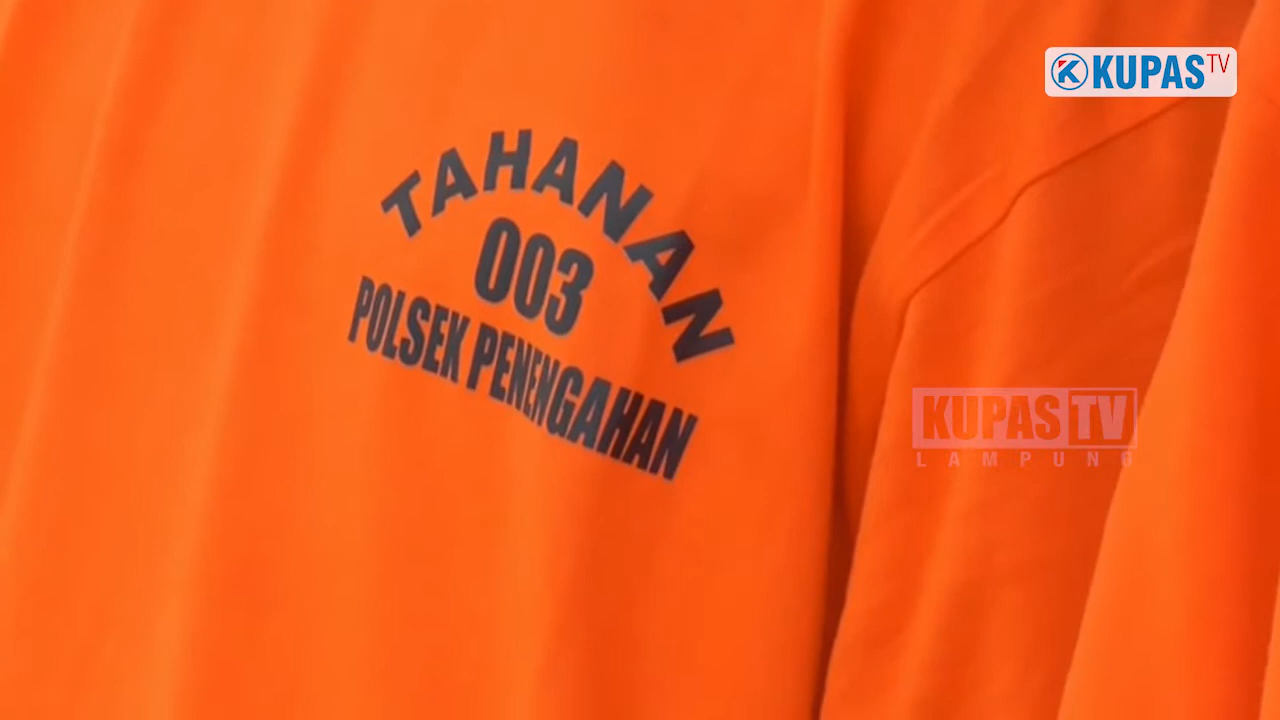 KUPAS TV
TAHANAN
003
POLSEK PENENGAHAN
KUPAS TV
LAMPUNG